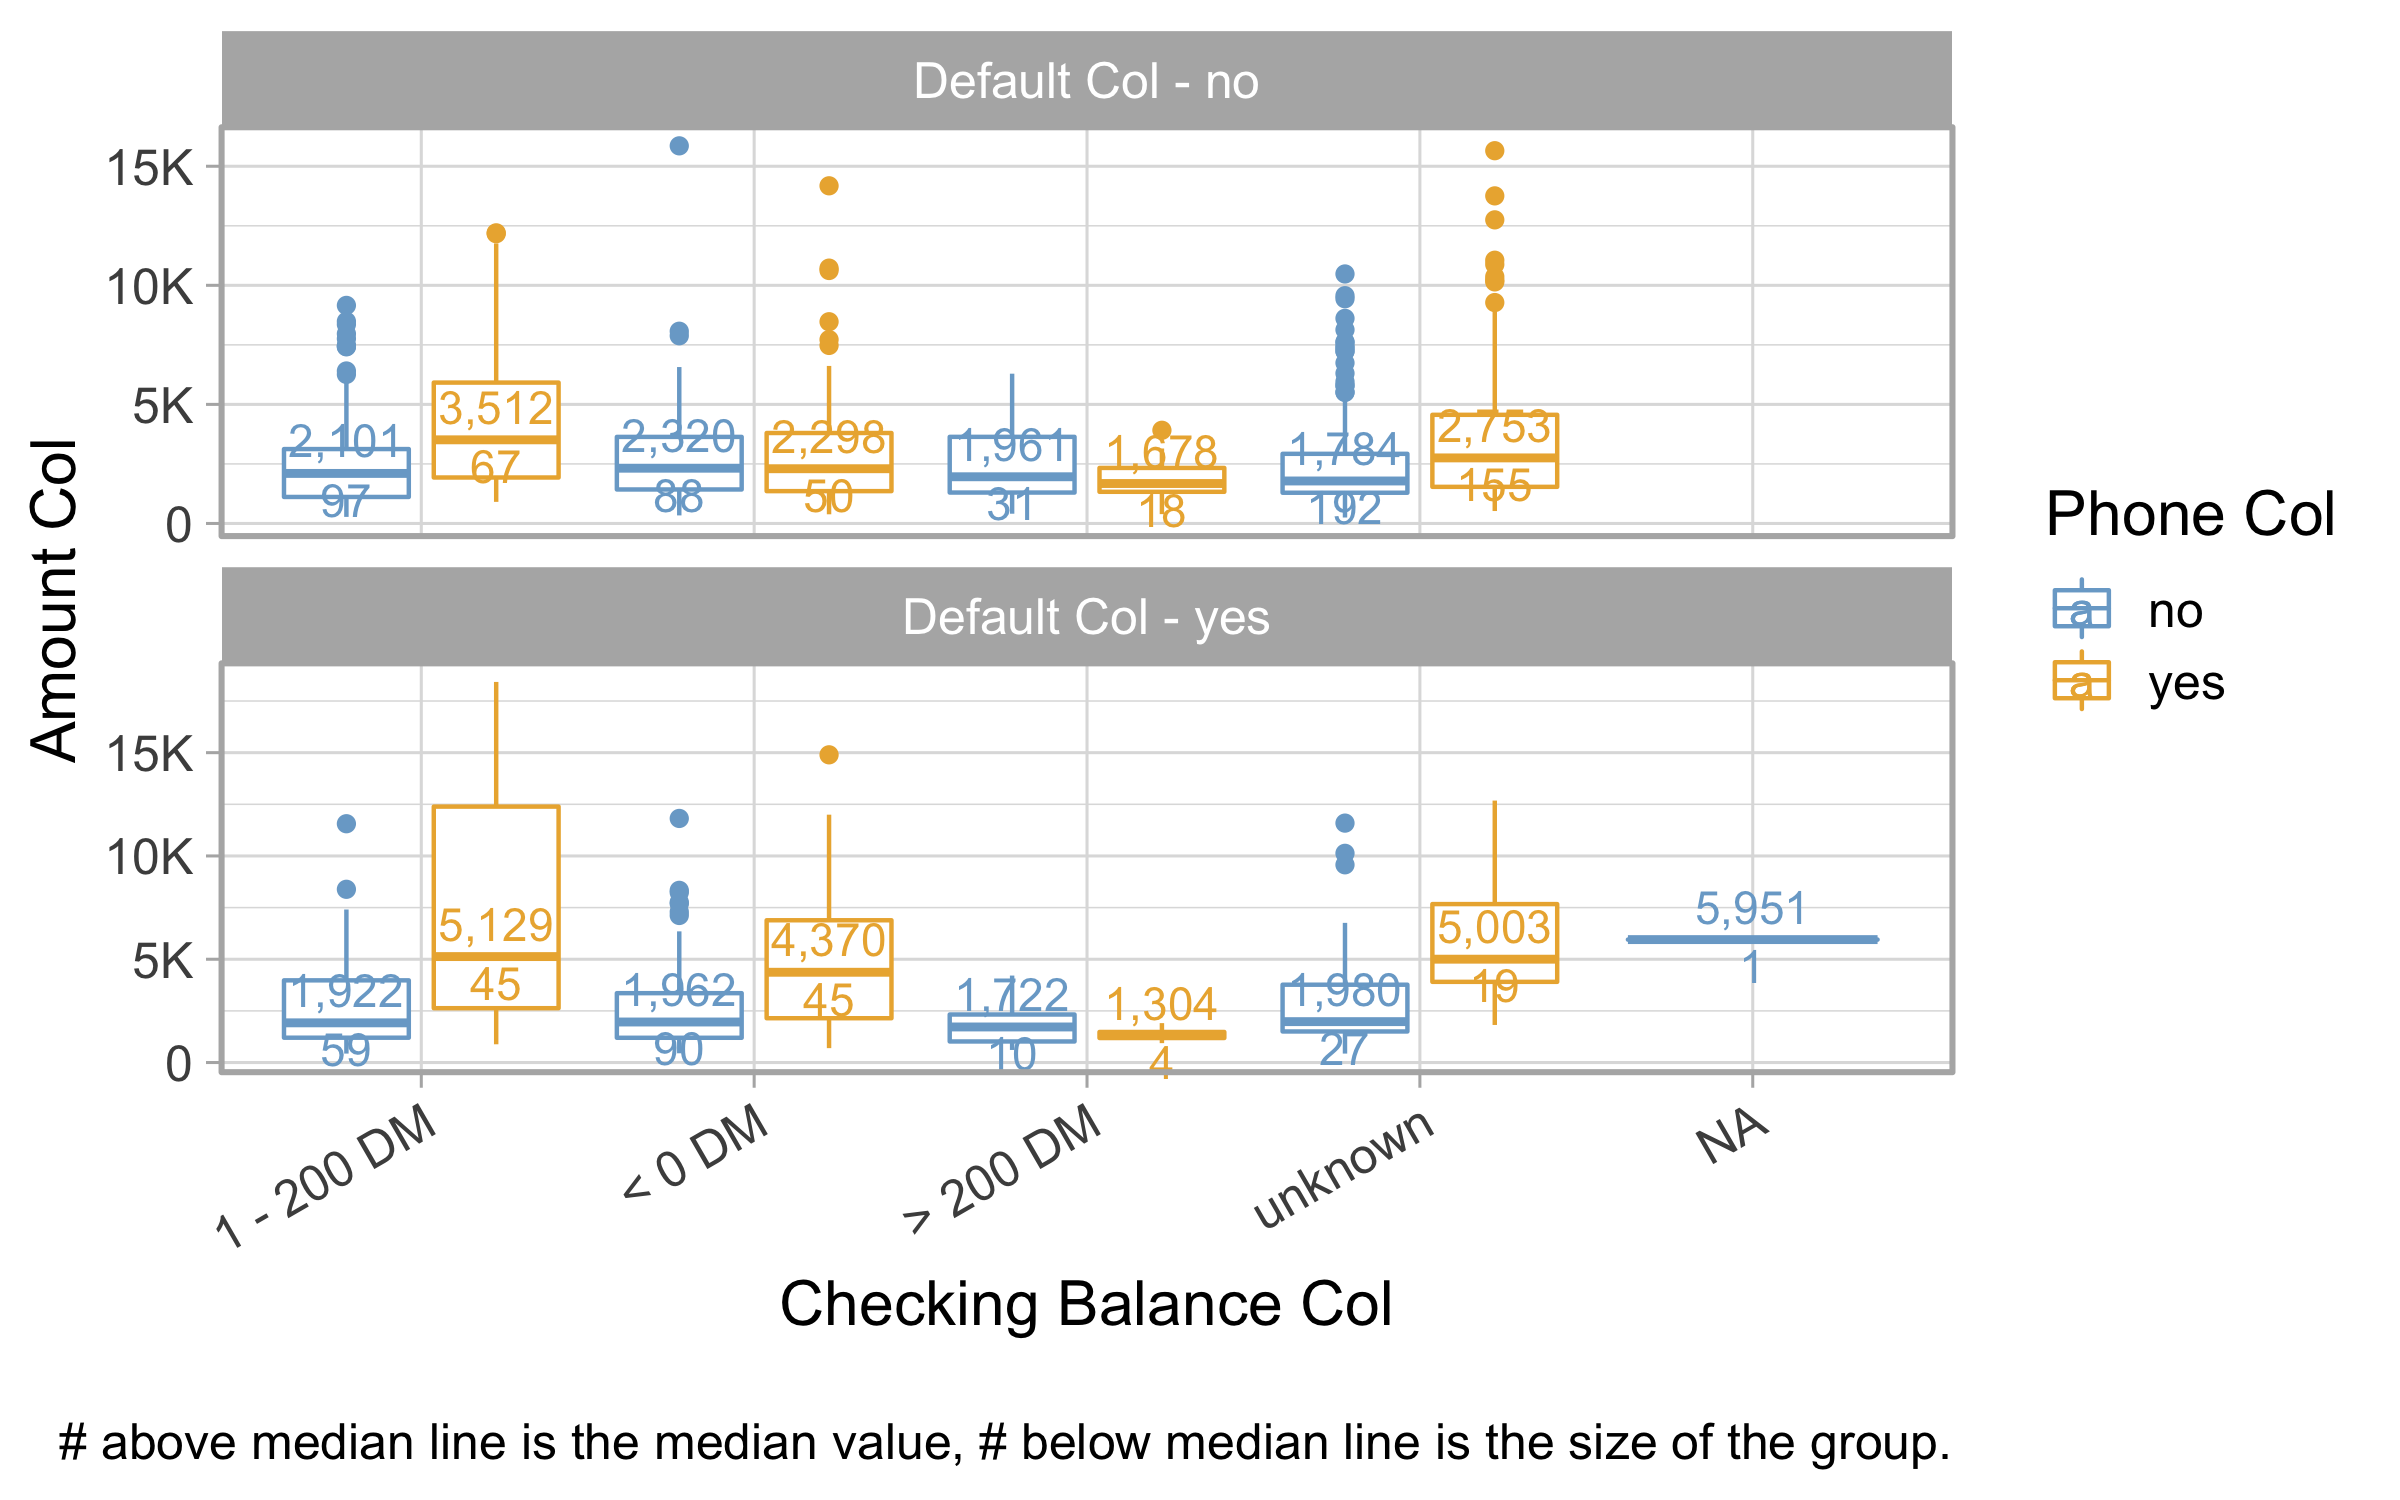 Default Col - no
15K
10K
5K
0
2,101
97
3,512
67
2,320
88
2,298
50
1,961
31
1,678
18
1,784
192
2,753
155
Default Col - yes
15K
10K
5K
0
1,922
59
5,129
45
1,962
90
4,370
45
1,722
10
1,304
4
1,980
27
5,003
19
5,951
1
1 - 200 DM
< 0 DM
> 200 DM
unknown
NA
Amount Col
Checking Balance Col
Phone Col
a no
a yes
# above median line is the median value, # below median line is the size of the group.